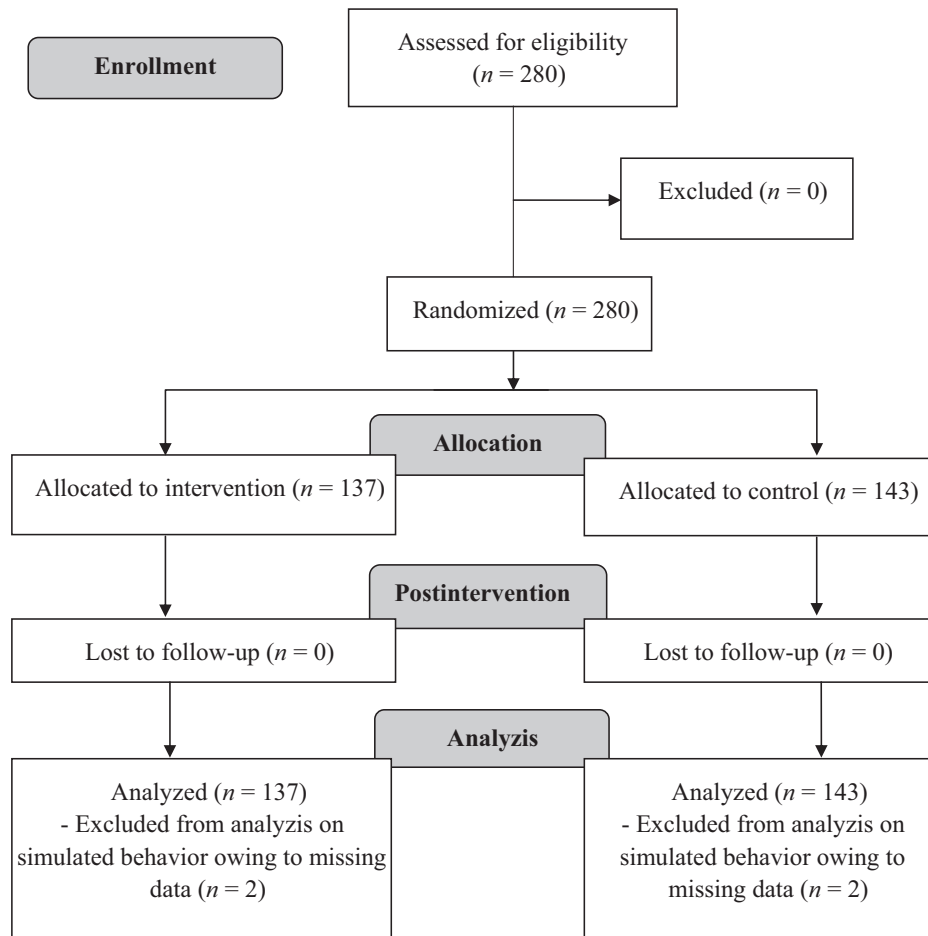 Assessed for eligibility
(n = 280)
Enrollment
Excluded (n = 0)
Randomized (n = 280)
Allocation
Allocated to intervention (n = 137)
Allocated to control (n = 143)
Postintervention
Lost to follow-up (n = 0)
Lost to follow-up (n = 0)
Analyzis
Analyzed (n = 137)
- Excluded from analyzis on
simulated behavior owing to missing
data (n = 2)
Analyzed (n = 143)
- Excluded from analyzis on
simulated behavior owing to
missing data (n = 2)